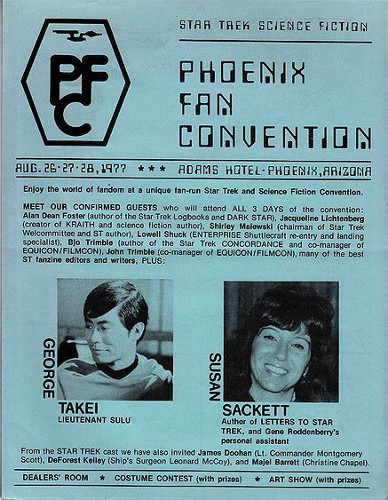 STAR TREK SCIENCE FICTION
PFC
PHOENIX
FAN
CONVENTION
AUG. 26-27-28, 1977 ★ ★ ★ ADAMS HOTEL-PHOENIX, ARIZONA
Enjoy the world of fandom at a unique fan-run Star Trek and Science Fiction Convention.
MEET OUR CONFIRMED GUESTS who will attend ALL 3 DAYS of the convention:
Alan Dean Foster (author of the Star Trek Logbooks and DARK STAR), Jacqueline Lichtenberg
(creator of KRAITH and science fiction author), Shirley Maiewski (chairman of Star Trek
Welcommittee and ST author), Lowell Shuck (ENTERPRISE Shuttlecraft re-entry and landing
specialist), Bjo Trimble (author of the Star Trek CONCORDANCE and co-manager of
EQUICON/FILMCON), John Trimble (co-manager of EQUICON/FILMCON), many of the best
ST fanzine editors and writers, PLUS:
GEORGE
TAKEI
LIEUTENANT SULU
SUSAN
SACKETT
Author of LETTERS TO STAR
TREK, and Gene Roddenberry's
personal assistant
From the STAR TREK cast we have also invited James Doohan (Lt. Commander Montgomery
Scott), DeForest Kelley (Ship's Surgeon Leonard McCoy), and Majel Barrett (Christine Chapel).
DEALERS' ROOM ★ COSTUME CONTEST (with prizes) ★ ART SHOW (with prizes)